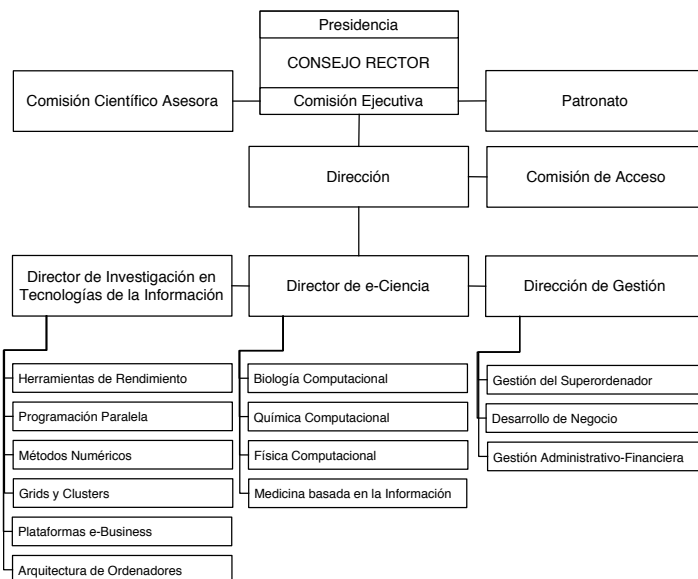 Presidencia
CONSEJO RECTOR
Comisión Científico Asesora
Comisión Ejecutiva
Patronato
Dirección
Comisión de Acceso
Director de Investigación en
Tecnologías de la Información
Director de e-Ciencia
Dirección de Gestión
Herramientas de Rendimiento
Programación Paralela
Métodos Numéricos
Grids y Clusters
Plataformas e-Business
Arquitectura de Ordenadores
Biología Computacional
Química Computacional
Física Computacional
Medicina basada en la Información
Gestión del Superordenador
Desarrollo de Negocio
Gestión Administrativo-Financiera